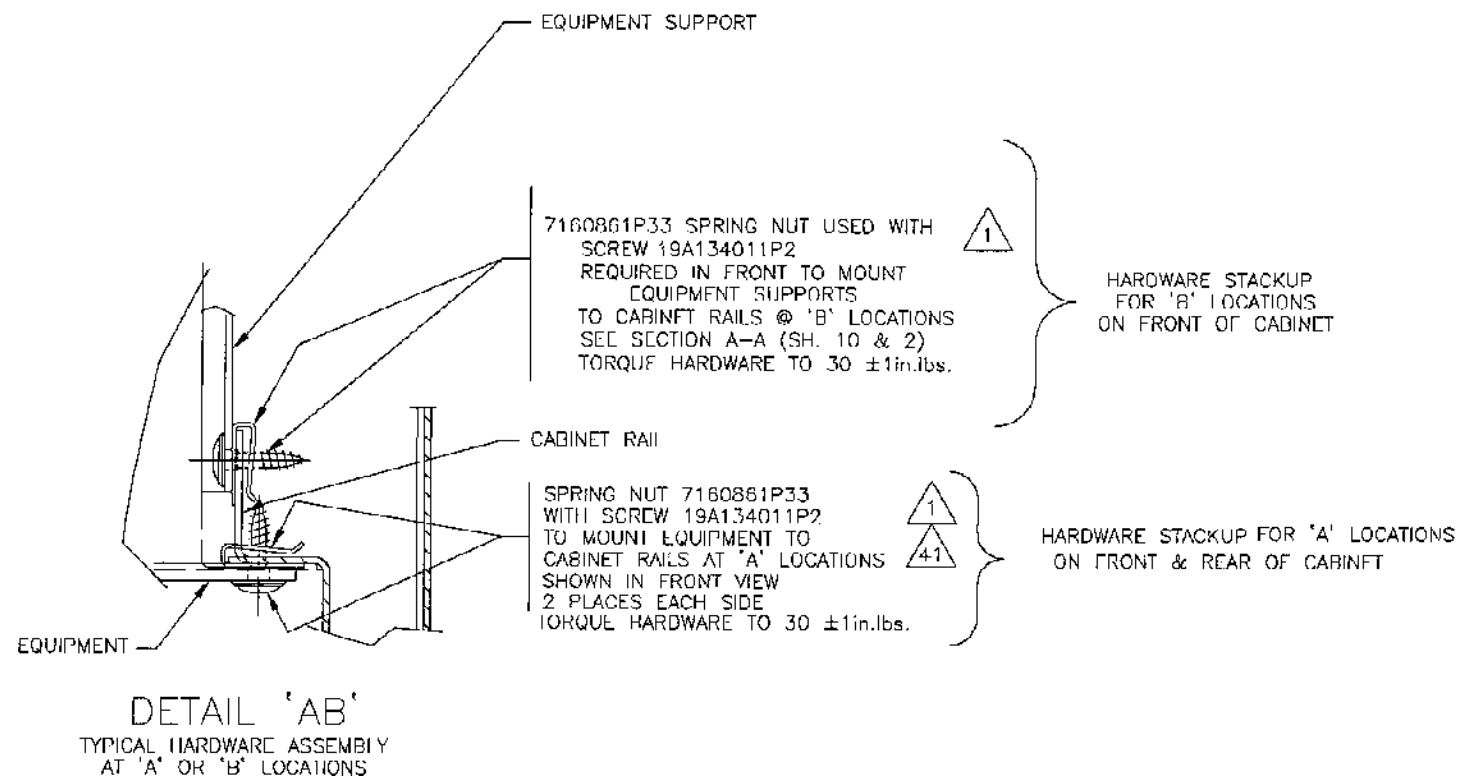 EQUIPMENT SUPPORT
7160861P33 SPRING NUT USED WITH
SCREW 19A134011P2
REQUIRED IN FRONT TO MOUNT
EQUIPMENT SUPPORTS
TO CABINET RAILS @ 'B' LOCATIONS
SEE SECTION A-A (SH. 10 & 2)
TORQUE HARDWARE TO 30 ±1in.lbs.
1
HARDWARE STACKUP
FOR 'B' LOCATIONS
ON FRONT OF CABINET
CABINET RAIL
SPRING NUT 7160861P33
WITH SCREW 19A134011P2
TO MOUNT EQUIPMENT TO
CABINET RAILS AT 'A' LOCATIONS
SHOWN IN FRONT VIEW
2 PLACES EACH SIDE
TORQUE HARDWARE TO 30 ±1in.lbs.
1
41
HARDWARE STACKUP FOR 'A' LOCATIONS
ON FRONT & REAR OF CABINET
EQUIPMENT
DETAIL 'AB'
TYPICAL HARDWARE ASSEMBLY
AT 'A' OR 'B' LOCATIONS